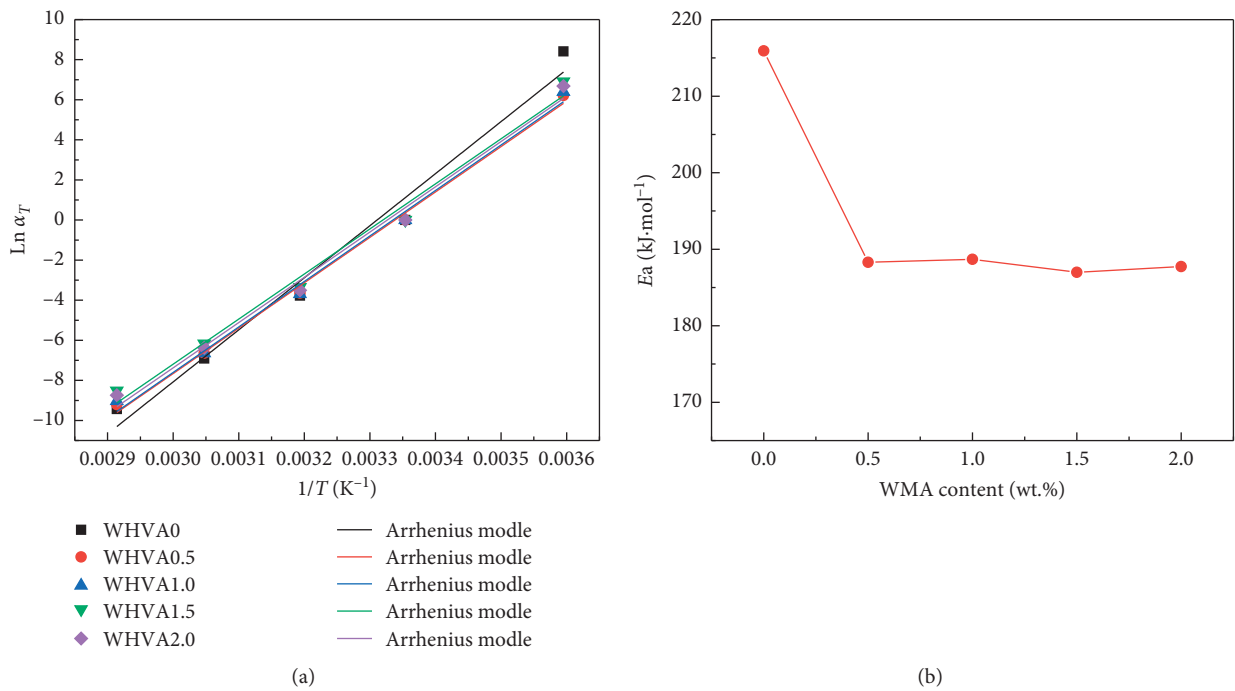 10
8
6
4
2
0
−2
−4
−6
−8
−10
Ln αT
0.0029 0.0030 0.0031 0.0032 0.0033 0.0034 0.0035 0.0036
1/T (K−1)
WHVA0 Arrhenius modle
WHVA0.5 Arrhenius modle
WHVA1.0 Arrhenius modle
WHVA1.5 Arrhenius modle
WHVA2.0 Arrhenius modle
(a)
220
210
200
190
180
170
Ea (kJ·mol−1)
0.0 0.5 1.0 1.5 2.0
WMA content (wt.%)
(b)